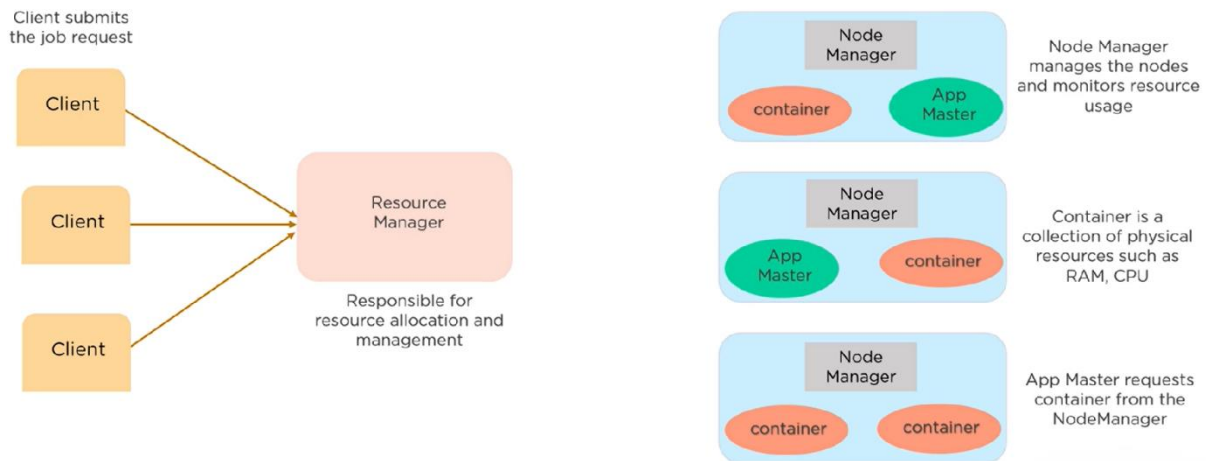 Client submits
the job request
Client
Client
Client
Resource
Manager
Responsible for
resource allocation and
management
Node
Manager
container
App
Master
Node Manager
manages the nodes
and monitors resource
usage
Node
Manager
App
Master
container
Container is a
collection of physical
resources such as
RAM, CPU
Node
Manager
container
container
App Master requests
container from the
NodeManager